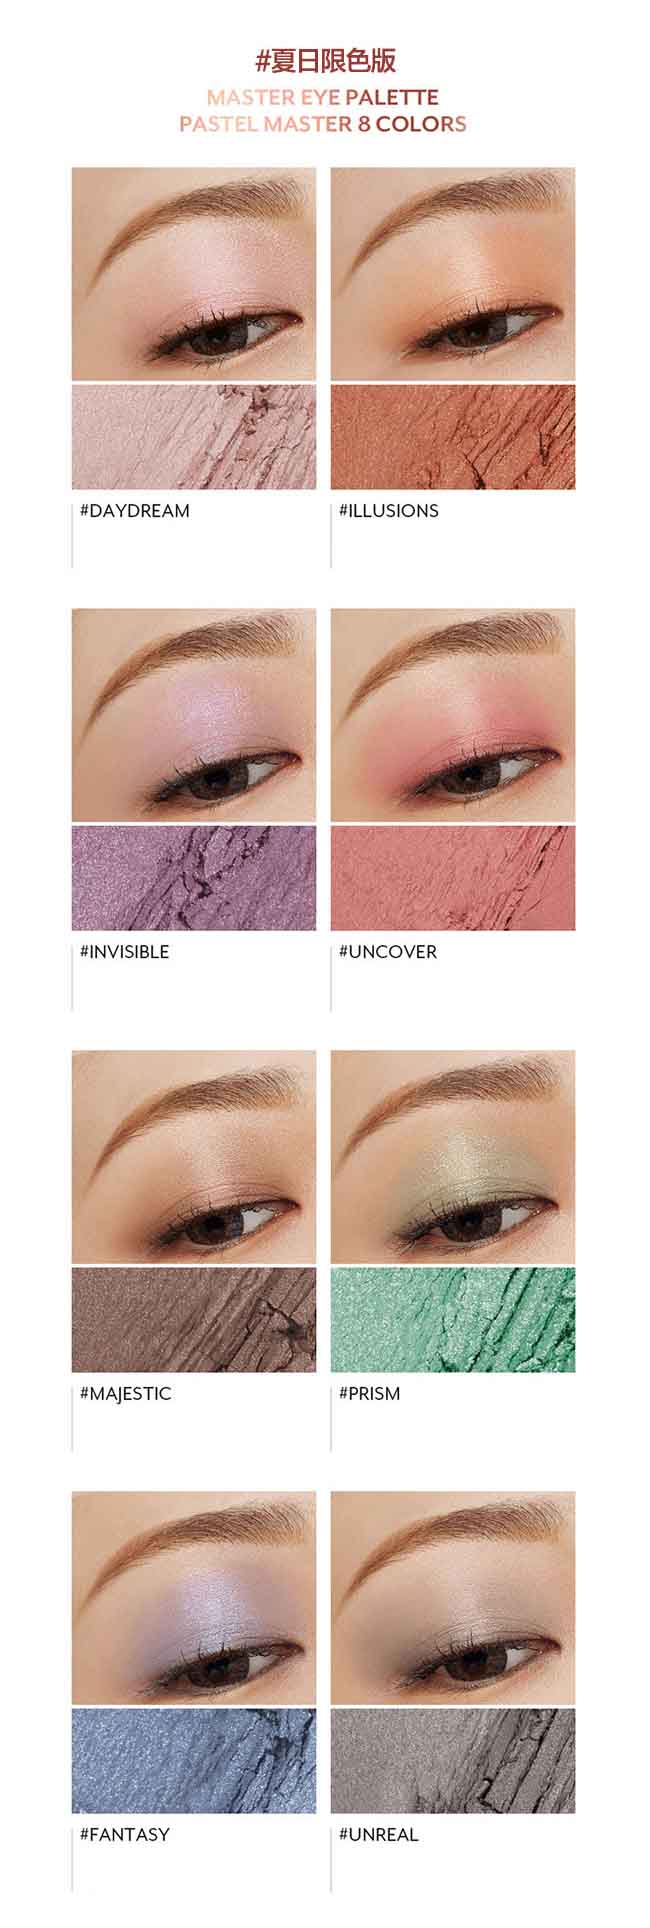 #夏日限色版
MASTER EYE PALETTE
PASTEL MASTER 8 COLORS
#DAYDREAM
#ILLUSIONS
#INVISIBLE
#UNCOVER
#MAJESTIC
#PRISM
#FANTASY
#UNREAL